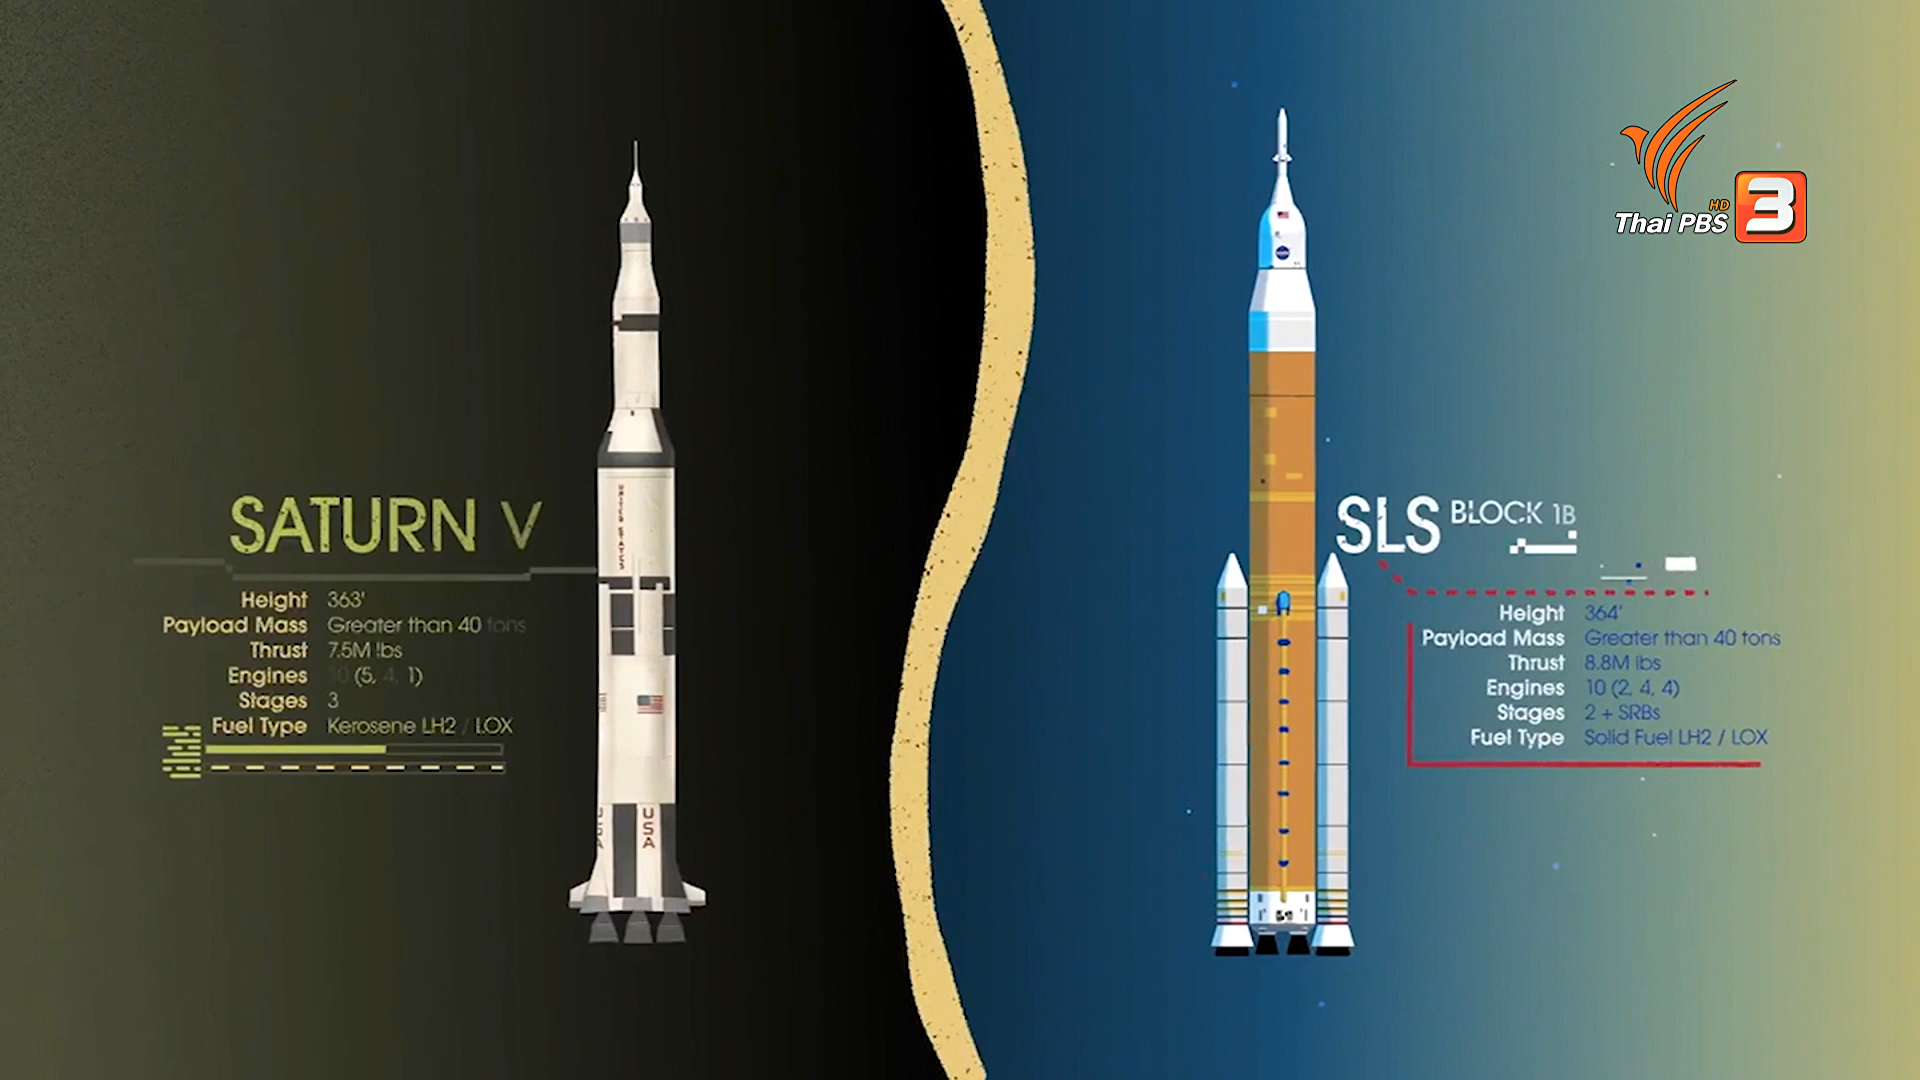 HD
Thai PBS 3
SATURN V
Height 363'
Payload Mass Greater than 40 tons
Thrust 7.5M lbs
Engines 10 (5, 4, 1)
Stages 3
Fuel Type Kerosene LH2 / LOX
UNITED STATES
USA
USA
SLS BLOCK 1B
Height 364'
Payload Mass Greater than 40 tons
Thrust 8.8M lbs
Engines 10 (2, 4, 4)
Stages 2 + SRBs
Fuel Type Solid Fuel LH2 / LOX